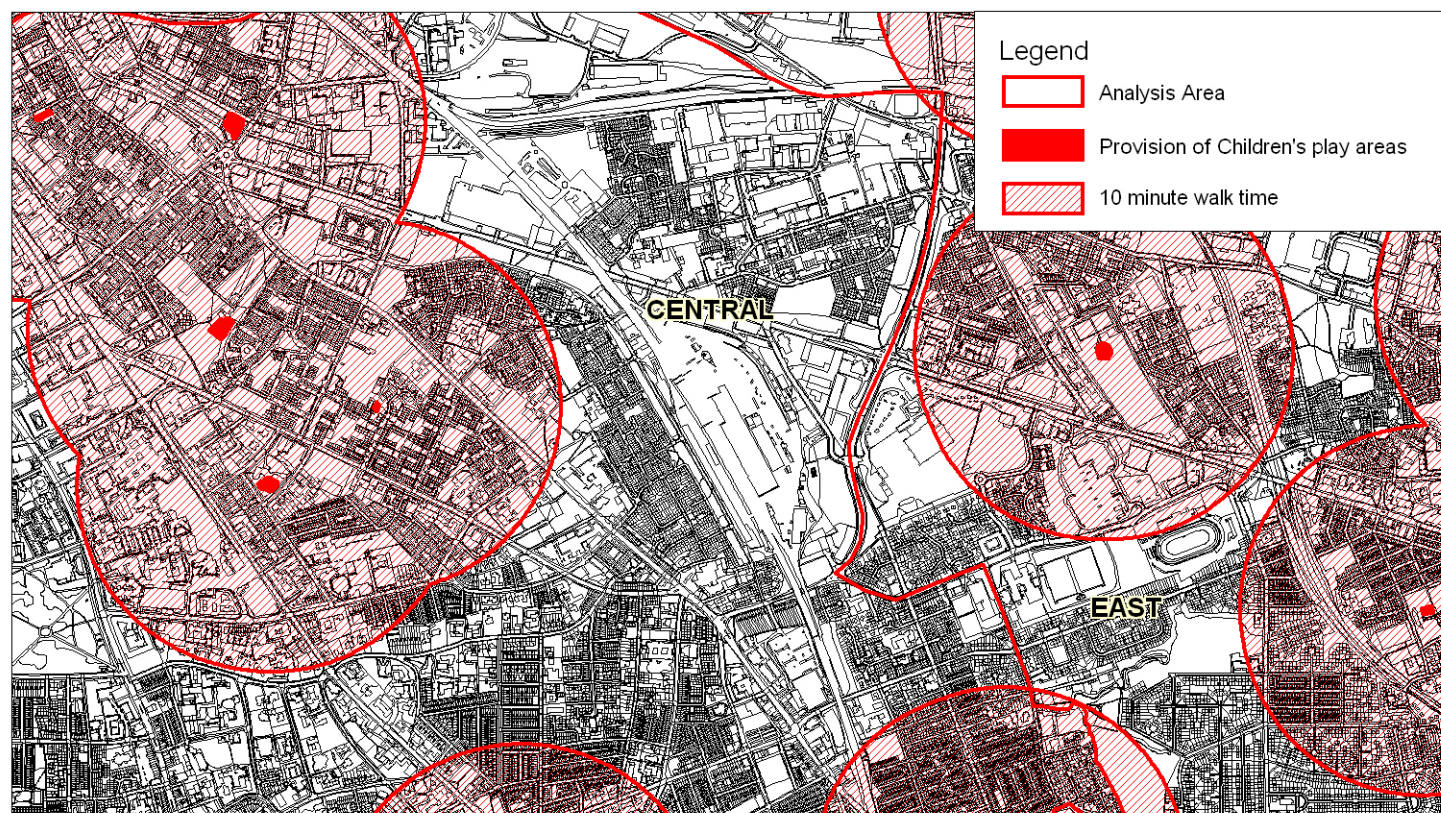 Legend
Analysis Area
Provision of Children's play areas
10 minute walk time
CENTRAL
EAST